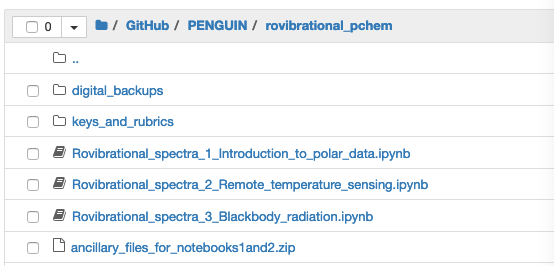 0 / GitHub / PENGUIN / rovibrational_pchem
..
digital_backups
keys_and_rubrics
Rovibrational_spectra_1_Introduction_to_polar_data.ipynb
Rovibrational_spectra_2_Remote_temperature_sensing.ipynb
Rovibrational_spectra_3_Blackbody_radiation.ipynb
ancillary_files_for_notebooks1and2.zip